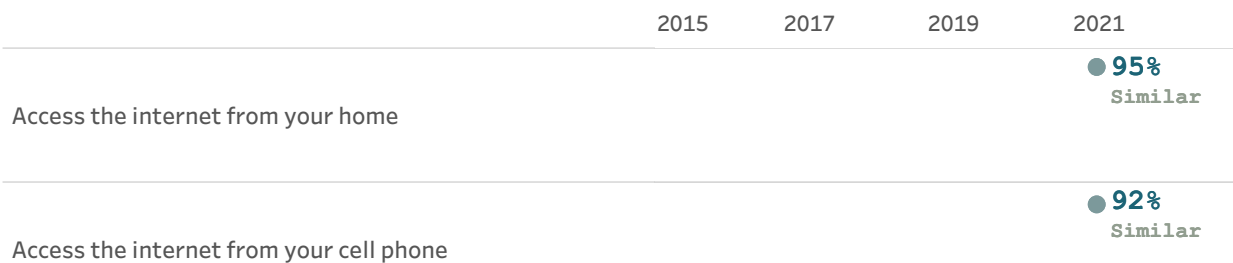 2015 2017 2019 2021
95%
Similar
Access the internet from your home
92%
Similar
Access the internet from your cell phone